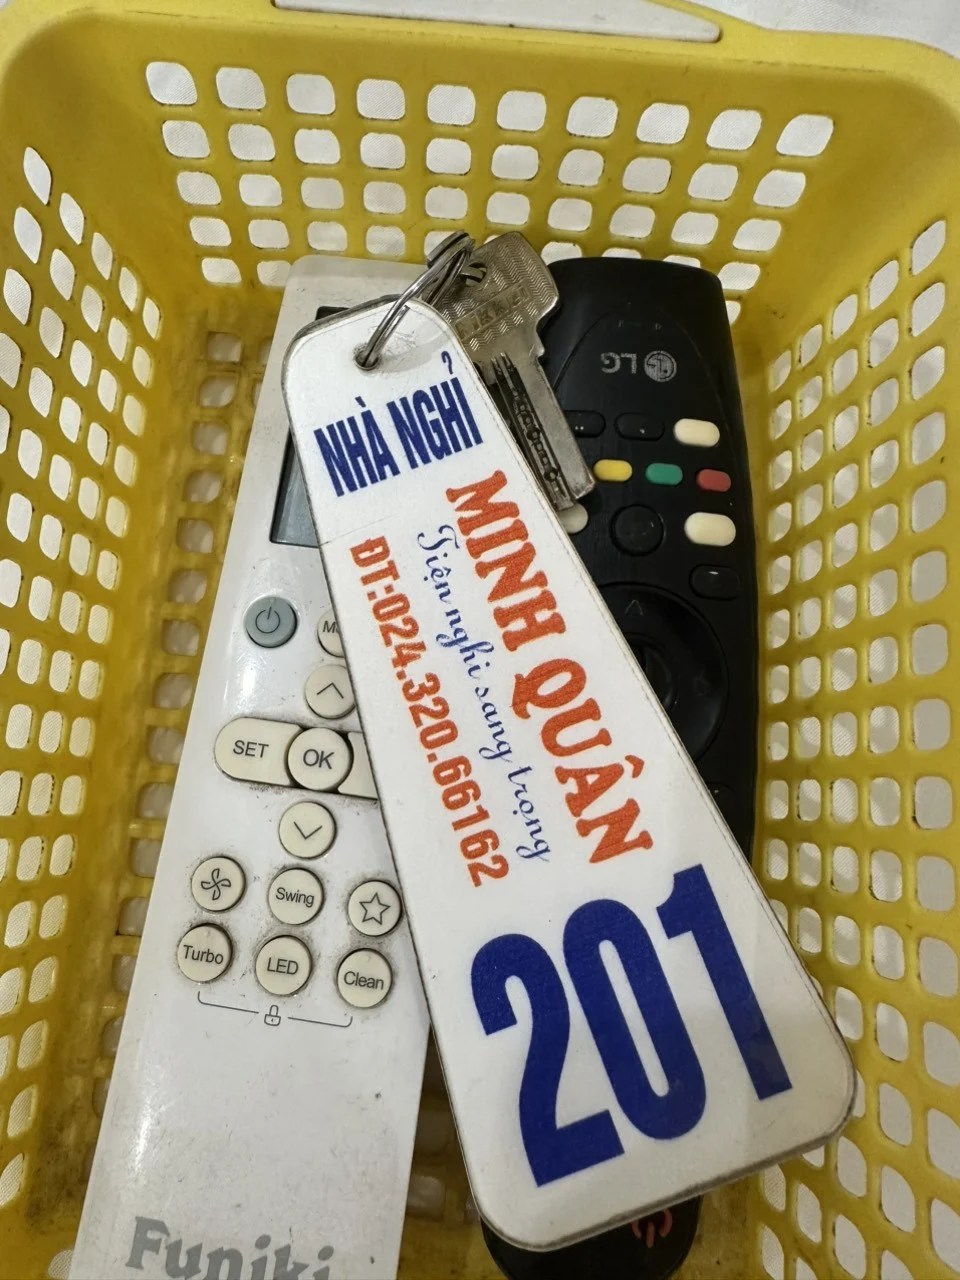 NHÀ NGHỈ
MINH QUÂN
Tiện nghi sang trọng
ĐT:024.320.66162
201
LG
SET
OK
Swing
Turbo
LED
Clean
Funiki